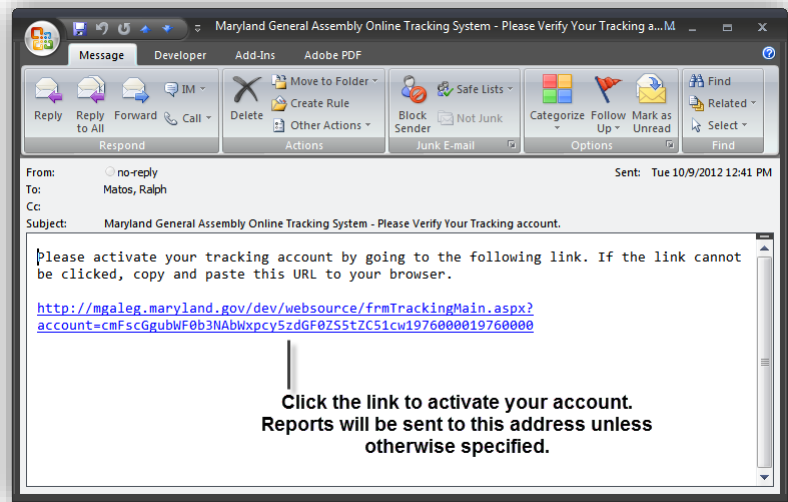 Maryland General Assembly Online Tracking System - Please Verify Your Tracking a...M
Message Developer Add-Ins Adobe PDF
Reply
Reply to All
Forward
IM
Call
Respond
Delete
Move to Folder
Create Rule
Other Actions
Actions
Block Sender
Safe Lists
Not Junk
Junk E-mail
Categorize
Follow Up
Mark as Unread
Options
Find
Related
Select
Find
From: no-reply Sent: Tue 10/9/2012 12:41 PM
To: Matos, Ralph
Cc:
Subject: Maryland General Assembly Online Tracking System - Please Verify Your Tracking account.
Please activate your tracking account by going to the following link. If the link cannot
be clicked, copy and paste this URL to your browser.
http://mgaleg.maryland.gov/dev/websource/frmTrackingMain.aspx?
account=cmFscGgubWF0b3NAbWxpcy5zdGF0ZS5tZC51cw1976000019760000
Click the link to activate your account.
Reports will be sent to this address unless
otherwise specified.